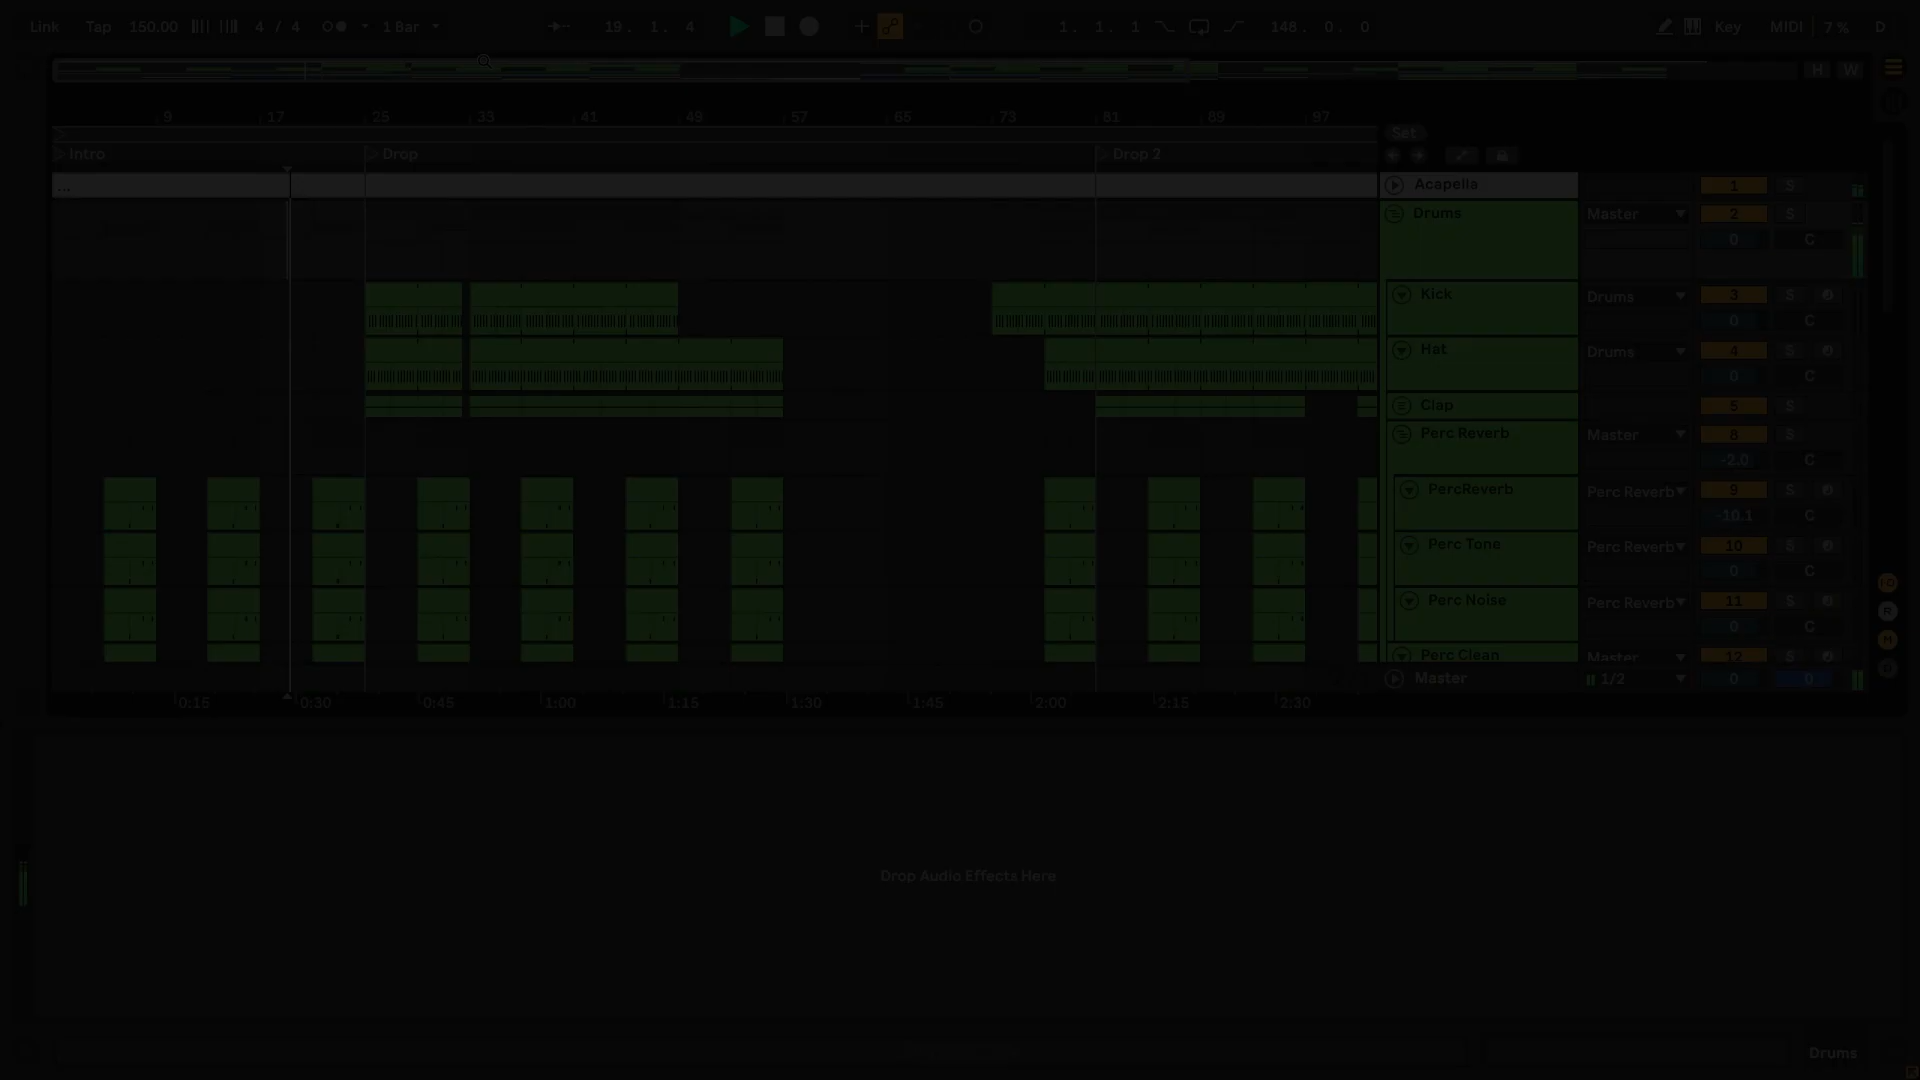 Link Tap 150.00 4 / 4 1 Bar 19. 1. 4 1. 1. 1 148. 0. 0 Key MIDI 7 % D
H W
9 17 25 33 41 49 57 65 73 81 89 97
Set
Intro Drop Drop 2
... Acapella 1 S
Drums Master 2 S
0 C
Kick Drums 3 S
0 C
Hat Drums 4 S
0 C
Clap 5 S
Perc Reverb Master 8 S
-2.0 C
PercReverb Perc Reverb 9 S
-10.1 C
Perc Tone Perc Reverb 10 S
0 C
Perc Noise Perc Reverb 11 S
0 C
Perc Clean Master 12 S
Master 1/2 0 0
0:15 0:30 0:45 1:00 1:15 1:30 1:45 2:00 2:15 2:30
R
M
Drop Audio Effects Here
Drums